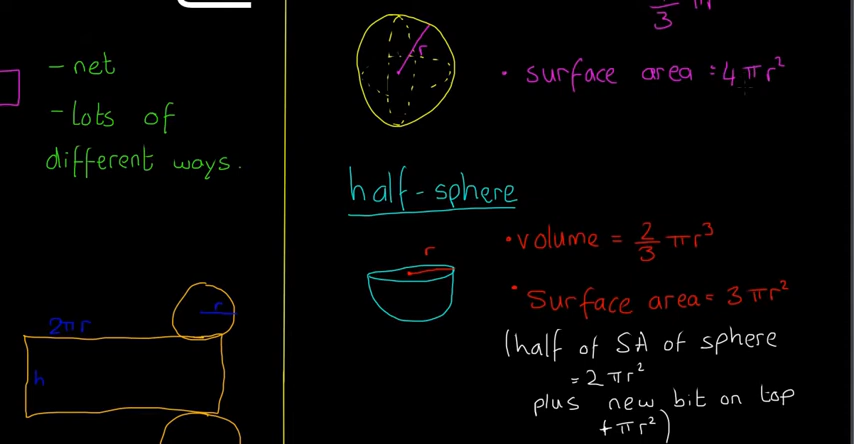 - net
- lots of
different ways.
2πr
r
h
r
• surface area = 4πr²
half-sphere
r
• volume = 2/3 πr³
• Surface area = 3πr²
(half of SA of sphere
= 2πr²
plus new bit on top
+πr²)